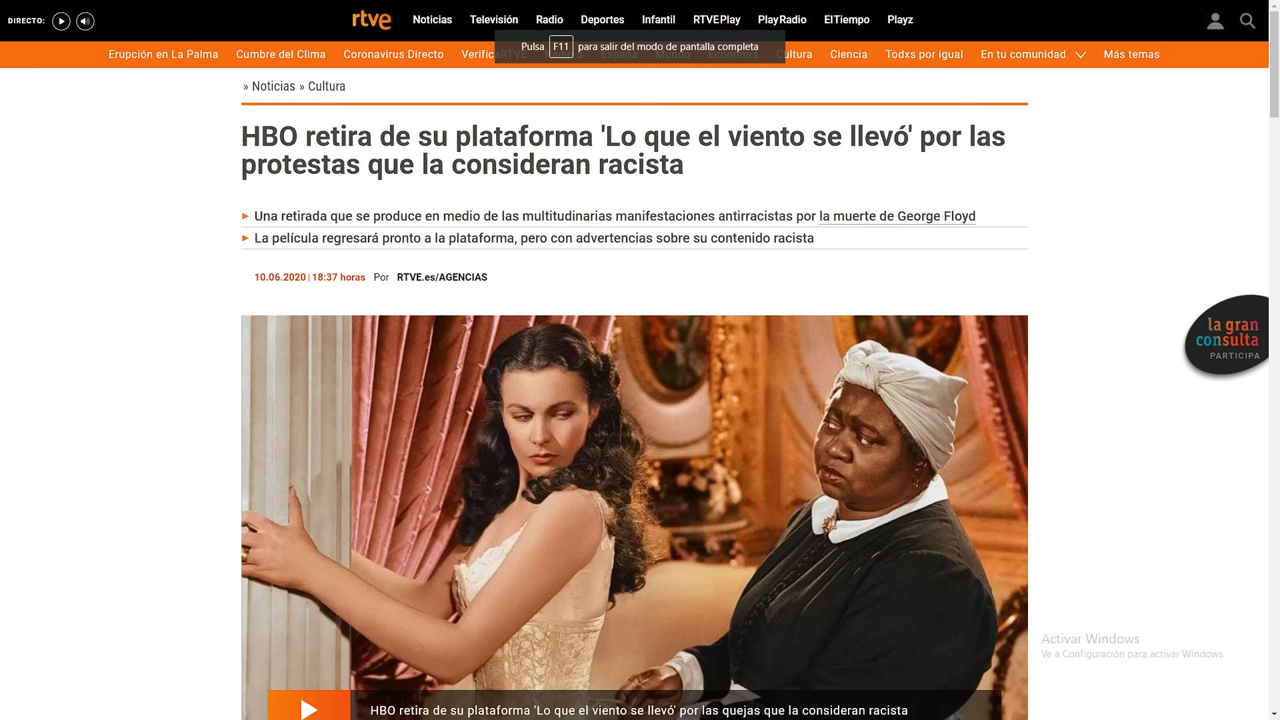 DIRECTO:
rtve
Noticias Televisión Radio Deportes Infantil RTVEPlay PlayRadio ElTiempo Playz
Pulsa F11 para salir del modo de pantalla completa
Erupción en La Palma Cumbre del Clima Coronavirus Directo VerificaRTVE España Mundo Economía Cultura Ciencia Todxs por igual En tu comunidad Más temas
» Noticias » Cultura
HBO retira de su plataforma 'Lo que el viento se llevó' por las
protestas que la consideran racista
Una retirada que se produce en medio de las multitudinarias manifestaciones antirracistas por la muerte de George Floyd
La película regresará pronto a la plataforma, pero con advertencias sobre su contenido racista
10.06.2020 | 18:37 horas Por RTVE.es/AGENCIAS
la gran
consulta
PARTICIPA
Activar Windows
Ve a Configuración para activar Windows.
HBO retira de su plataforma 'Lo que el viento se llevó' por las quejas que la consideran racista